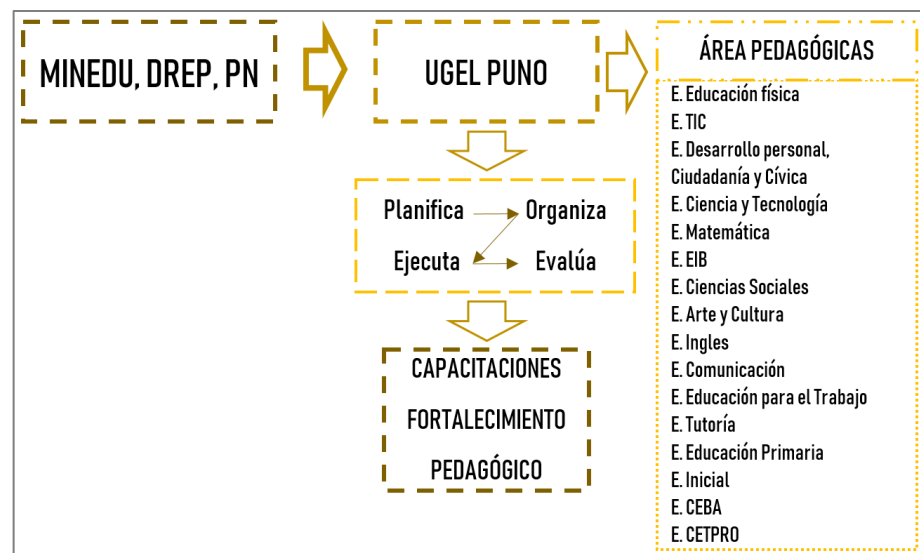 MINEDU, DREP, PN
UGEL PUNO
ÁREA PEDAGÓGICAS
E. Educación física
E. TIC
E. Desarrollo personal,
Ciudadanía y Cívica
E. Ciencia y Tecnología
E. Matemática
E. EIB
E. Ciencias Sociales
E. Arte y Cultura
E. Ingles
E. Comunicación
E. Educación para el Trabajo
E. Tutoría
E. Educación Primaria
E. Inicial
E. CEBA
E. CETPRO
Planifica Organiza
Ejecuta Evalúa
CAPACITACIONES
FORTALECIMIENTO
PEDAGÓGICO